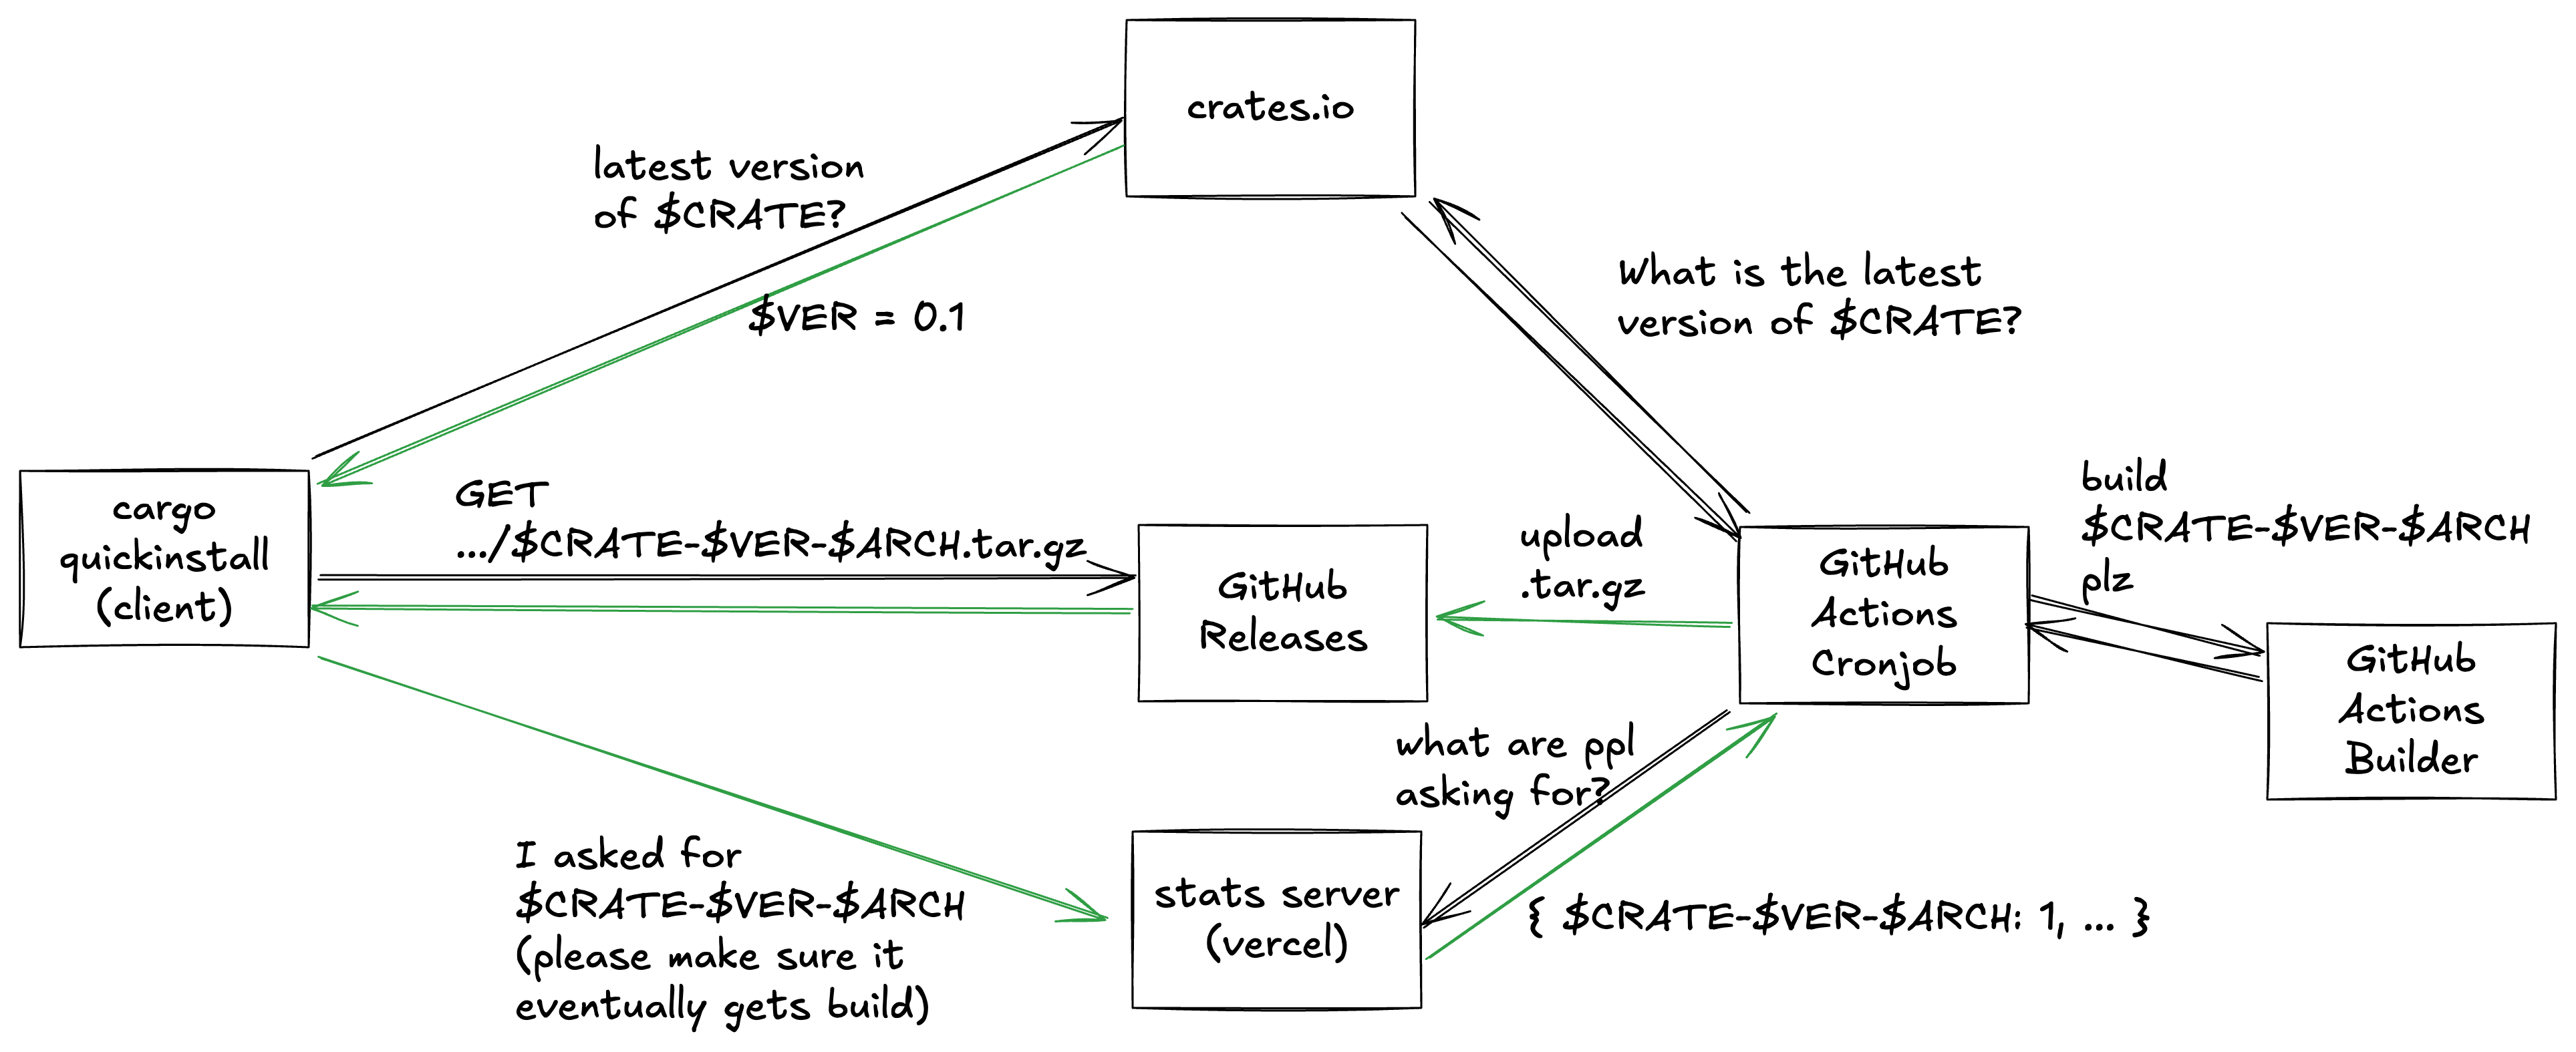 crates.io
latest version
of $CRATE?
$VER = 0.1
What is the latest
version of $CRATE?
cargo
quickinstall
(client)
GET
.../$CRATE-$VER-$ARCH.tar.gz
GitHub
Releases
upload
.tar.gz
GitHub
Actions
Cronjob
build
$CRATE-$VER-$ARCH
plz
GitHub
Actions
Builder
what are ppl
asking for?
I asked for
$CRATE-$VER-$ARCH
(please make sure it
eventually gets build)
stats server
(vercel)
{ $CRATE-$VER-$ARCH: 1, ... }